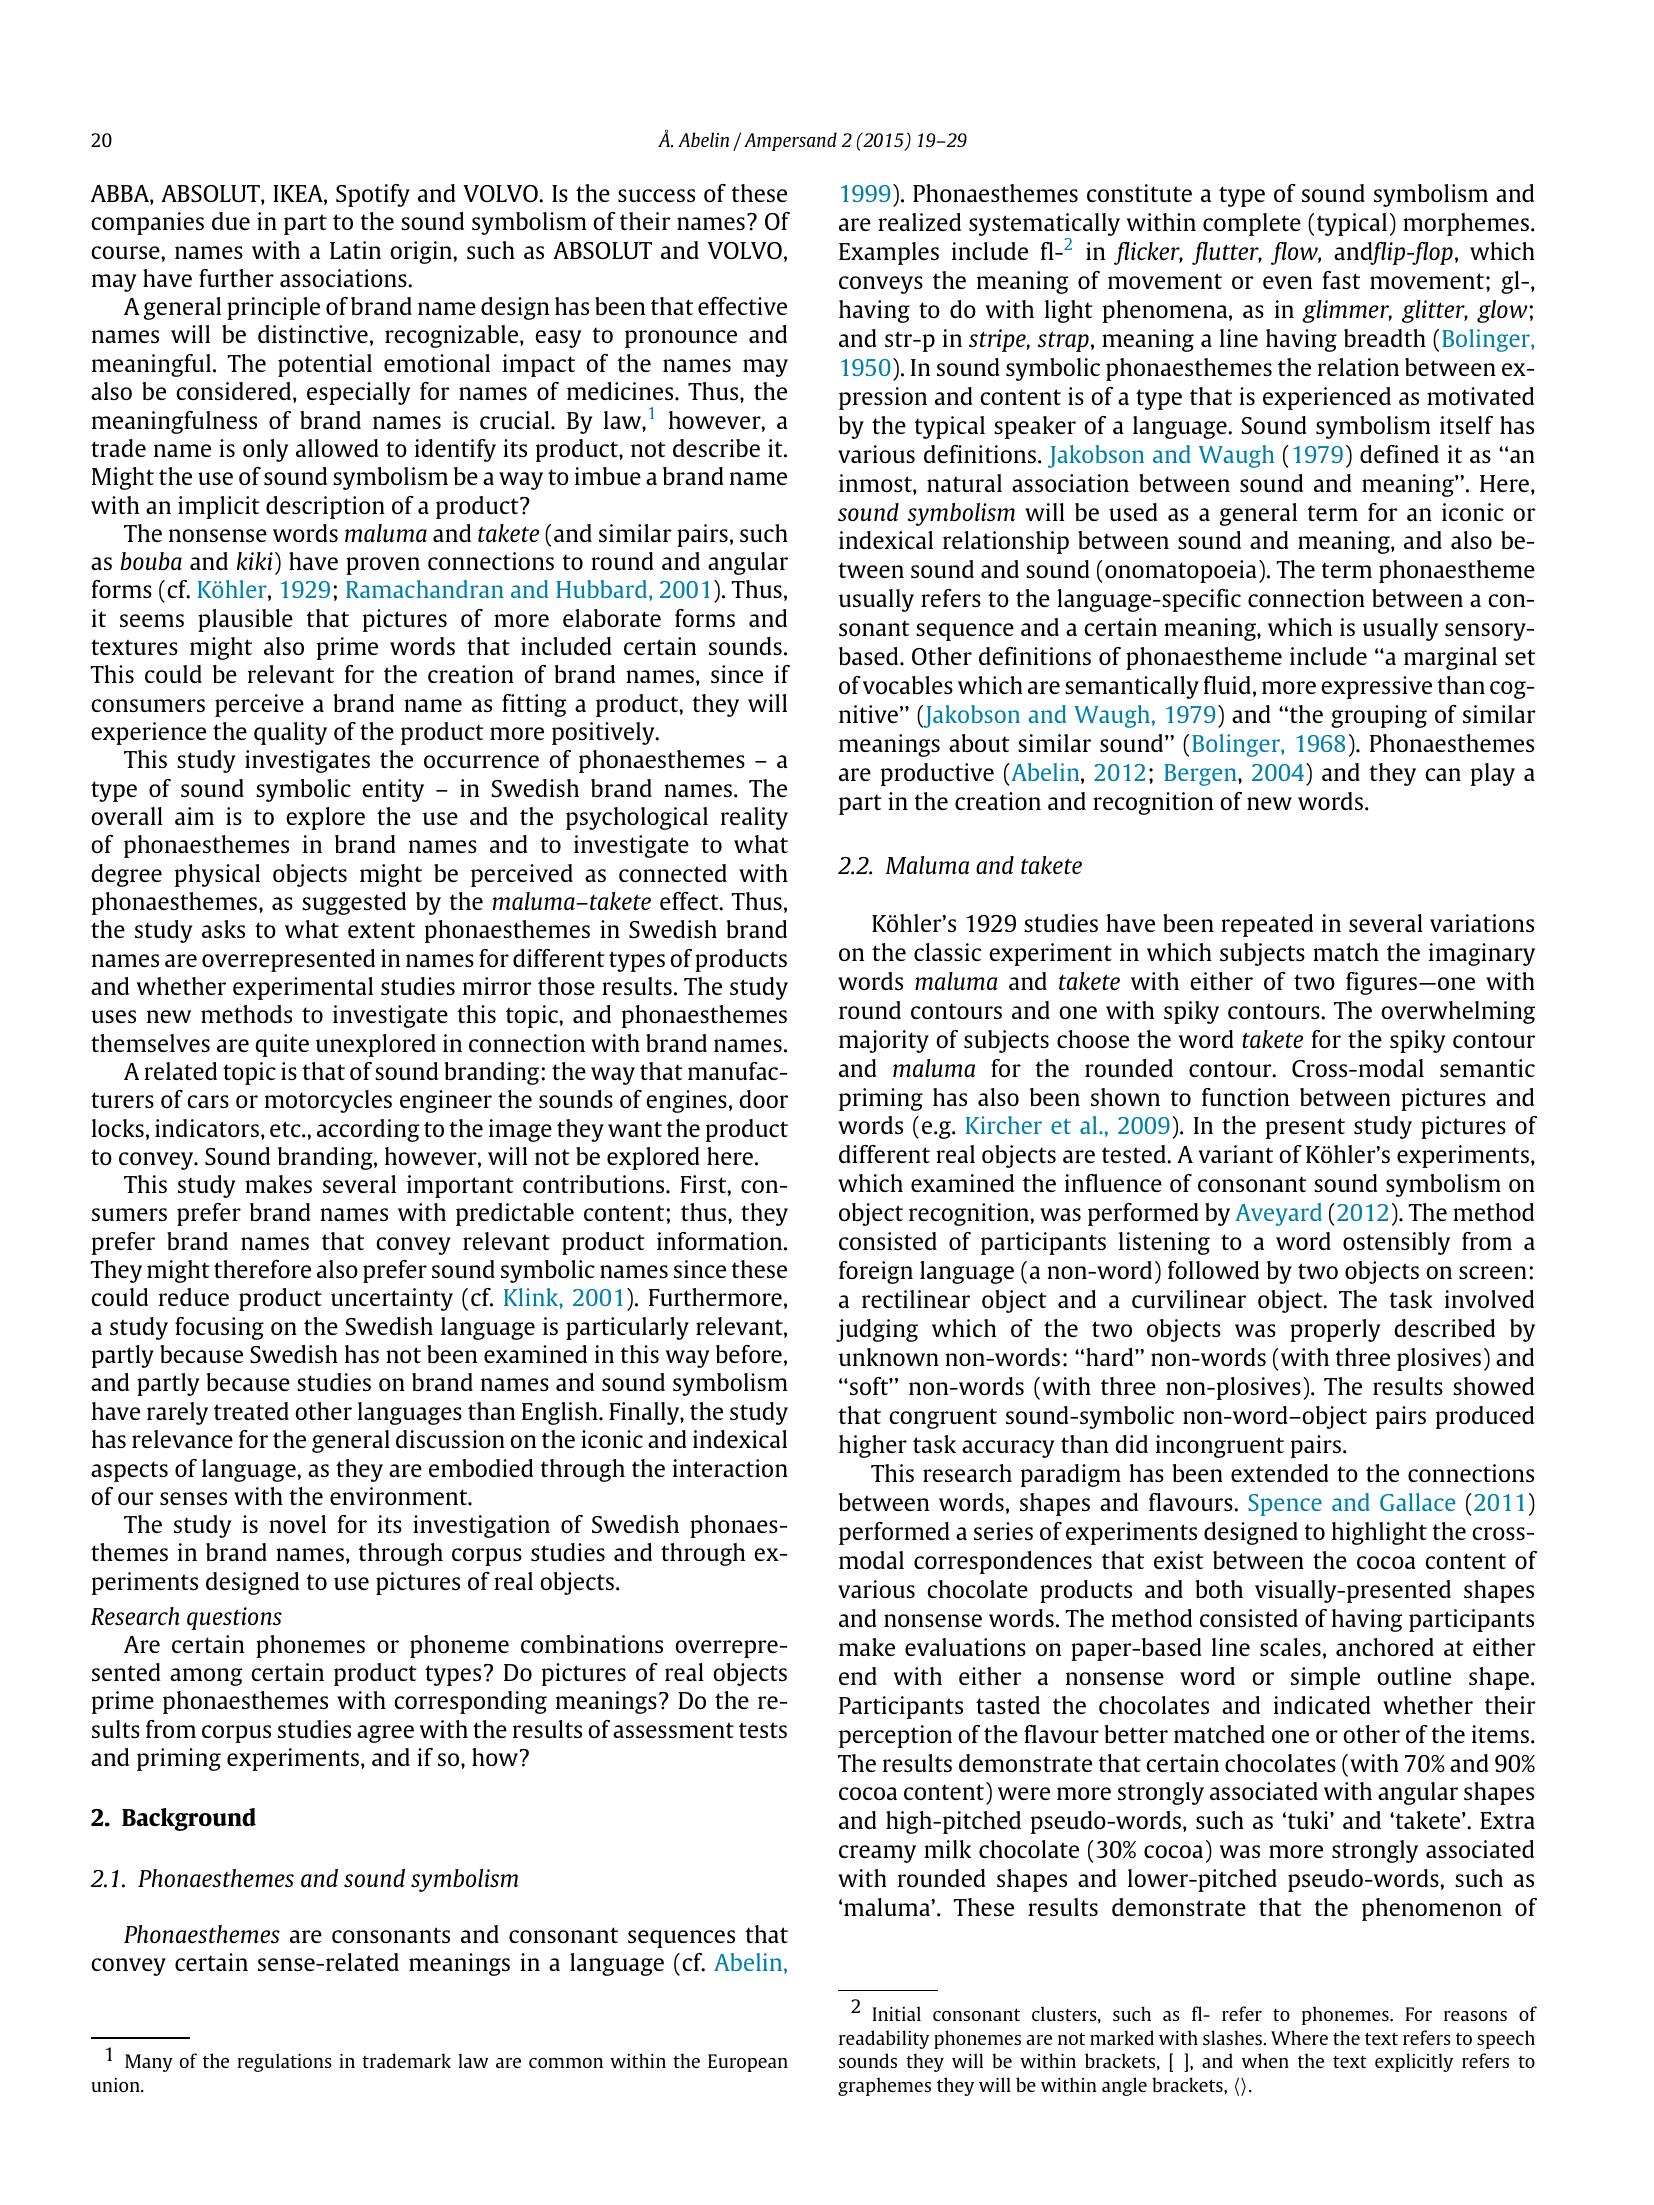 20
Å. Abelin / Ampersand 2 (2015) 19–29
ABBA, ABSOLUT, IKEA, Spotify and VOLVO. Is the success of these
companies due in part to the sound symbolism of their names? Of
course, names with a Latin origin, such as ABSOLUT and VOLVO,
may have further associations.
A general principle of brand name design has been that effective
names will be distinctive, recognizable, easy to pronounce and
meaningful. The potential emotional impact of the names may
also be considered, especially for names of medicines. Thus, the
meaningfulness of brand names is crucial. By law,1 however, a
trade name is only allowed to identify its product, not describe it.
Might the use of sound symbolism be a way to imbue a brand name
with an implicit description of a product?
The nonsense words maluma and takete (and similar pairs, such
as bouba and kiki) have proven connections to round and angular
forms (cf. Köhler, 1929; Ramachandran and Hubbard, 2001). Thus,
it seems plausible that pictures of more elaborate forms and
textures might also prime words that included certain sounds.
This could be relevant for the creation of brand names, since if
consumers perceive a brand name as fitting a product, they will
experience the quality of the product more positively.
This study investigates the occurrence of phonaesthemes – a
type of sound symbolic entity – in Swedish brand names. The
overall aim is to explore the use and the psychological reality
of phonaesthemes in brand names and to investigate to what
degree physical objects might be perceived as connected with
phonaesthemes, as suggested by the maluma–takete effect. Thus,
the study asks to what extent phonaesthemes in Swedish brand
names are overrepresented in names for different types of products
and whether experimental studies mirror those results. The study
uses new methods to investigate this topic, and phonaesthemes
themselves are quite unexplored in connection with brand names.
A related topic is that of sound branding: the way that manufac-
turers of cars or motorcycles engineer the sounds of engines, door
locks, indicators, etc., according to the image they want the product
to convey. Sound branding, however, will not be explored here.
This study makes several important contributions. First, con-
sumers prefer brand names with predictable content; thus, they
prefer brand names that convey relevant product information.
They might therefore also prefer sound symbolic names since these
could reduce product uncertainty (cf. Klink, 2001). Furthermore,
a study focusing on the Swedish language is particularly relevant,
partly because Swedish has not been examined in this way before,
and partly because studies on brand names and sound symbolism
have rarely treated other languages than English. Finally, the study
has relevance for the general discussion on the iconic and indexical
aspects of language, as they are embodied through the interaction
of our senses with the environment.
The study is novel for its investigation of Swedish phonaes-
themes in brand names, through corpus studies and through ex-
periments designed to use pictures of real objects.
Research questions
Are certain phonemes or phoneme combinations overrepre-
sented among certain product types? Do pictures of real objects
prime phonaesthemes with corresponding meanings? Do the re-
sults from corpus studies agree with the results of assessment tests
and priming experiments, and if so, how?
2. Background
2.1. Phonaesthemes and sound symbolism
Phonaesthemes are consonants and consonant sequences that
convey certain sense-related meanings in a language (cf. Abelin,
1 Many of the regulations in trademark law are common within the European
union.
1999). Phonaesthemes constitute a type of sound symbolism and
are realized systematically within complete (typical) morphemes.
Examples include fl-2 in flicker, flutter, flow, andflip-flop, which
conveys the meaning of movement or even fast movement; gl-,
having to do with light phenomena, as in glimmer, glitter, glow;
and str-p in stripe, strap, meaning a line having breadth (Bolinger,
1950). In sound symbolic phonaesthemes the relation between ex-
pression and content is of a type that is experienced as motivated
by the typical speaker of a language. Sound symbolism itself has
various definitions. Jakobson and Waugh (1979) defined it as “an
inmost, natural association between sound and meaning”. Here,
sound symbolism will be used as a general term for an iconic or
indexical relationship between sound and meaning, and also be-
tween sound and sound (onomatopoeia). The term phonaestheme
usually refers to the language-specific connection between a con-
sonant sequence and a certain meaning, which is usually sensory-
based. Other definitions of phonaestheme include “a marginal set
of vocables which are semantically fluid, more expressive than cog-
nitive” (Jakobson and Waugh, 1979) and “the grouping of similar
meanings about similar sound” (Bolinger, 1968). Phonaesthemes
are productive (Abelin, 2012; Bergen, 2004) and they can play a
part in the creation and recognition of new words.
2.2. Maluma and takete
Köhler’s 1929 studies have been repeated in several variations
on the classic experiment in which subjects match the imaginary
words maluma and takete with either of two figures—one with
round contours and one with spiky contours. The overwhelming
majority of subjects choose the word takete for the spiky contour
and maluma for the rounded contour. Cross-modal semantic
priming has also been shown to function between pictures and
words (e.g. Kircher et al., 2009). In the present study pictures of
different real objects are tested. A variant of Köhler’s experiments,
which examined the influence of consonant sound symbolism on
object recognition, was performed by Aveyard (2012). The method
consisted of participants listening to a word ostensibly from a
foreign language (a non-word) followed by two objects on screen:
a rectilinear object and a curvilinear object. The task involved
judging which of the two objects was properly described by
unknown non-words: “hard” non-words (with three plosives) and
“soft” non-words (with three non-plosives). The results showed
that congruent sound-symbolic non-word–object pairs produced
higher task accuracy than did incongruent pairs.
This research paradigm has been extended to the connections
between words, shapes and flavours. Spence and Gallace (2011)
performed a series of experiments designed to highlight the cross-
modal correspondences that exist between the cocoa content of
various chocolate products and both visually-presented shapes
and nonsense words. The method consisted of having participants
make evaluations on paper-based line scales, anchored at either
end with either a nonsense word or simple outline shape.
Participants tasted the chocolates and indicated whether their
perception of the flavour better matched one or other of the items.
The results demonstrate that certain chocolates (with 70% and 90%
cocoa content) were more strongly associated with angular shapes
and high-pitched pseudo-words, such as ‘tuki’ and ‘takete’. Extra
creamy milk chocolate (30% cocoa) was more strongly associated
with rounded shapes and lower-pitched pseudo-words, such as
‘maluma’. These results demonstrate that the phenomenon of
2 Initial consonant clusters, such as fl- refer to phonemes. For reasons of
readability phonemes are not marked with slashes. Where the text refers to speech
sounds they will be within brackets, [ ], and when the text explicitly refers to
graphemes they will be within angle brackets, ⟨⟩.